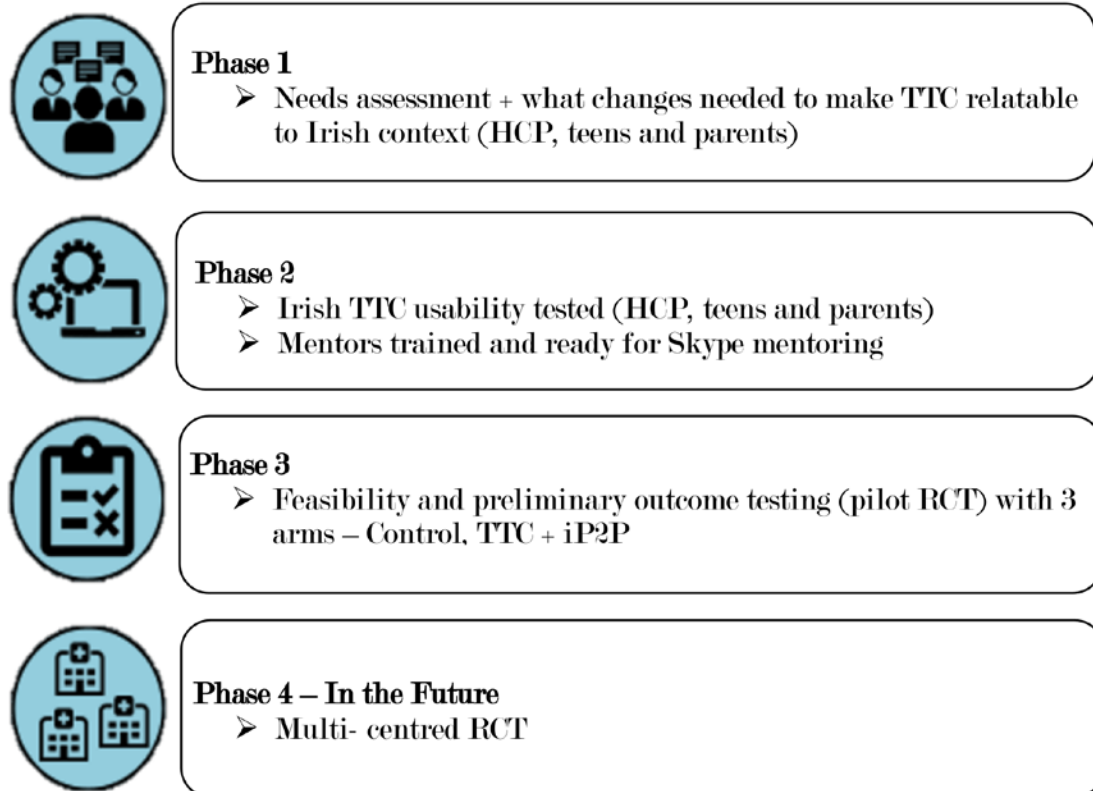 Phase 1
➢ Needs assessment + what changes needed to make TTC relatable
to Irish context (HCP, teens and parents)
Phase 2
➢ Irish TTC usability tested (HCP, teens and parents)
➢ Mentors trained and ready for Skype mentoring
Phase 3
➢ Feasibility and preliminary outcome testing (pilot RCT) with 3
arms – Control, TTC + iP2P
Phase 4 – In the Future
➢ Multi- centred RCT